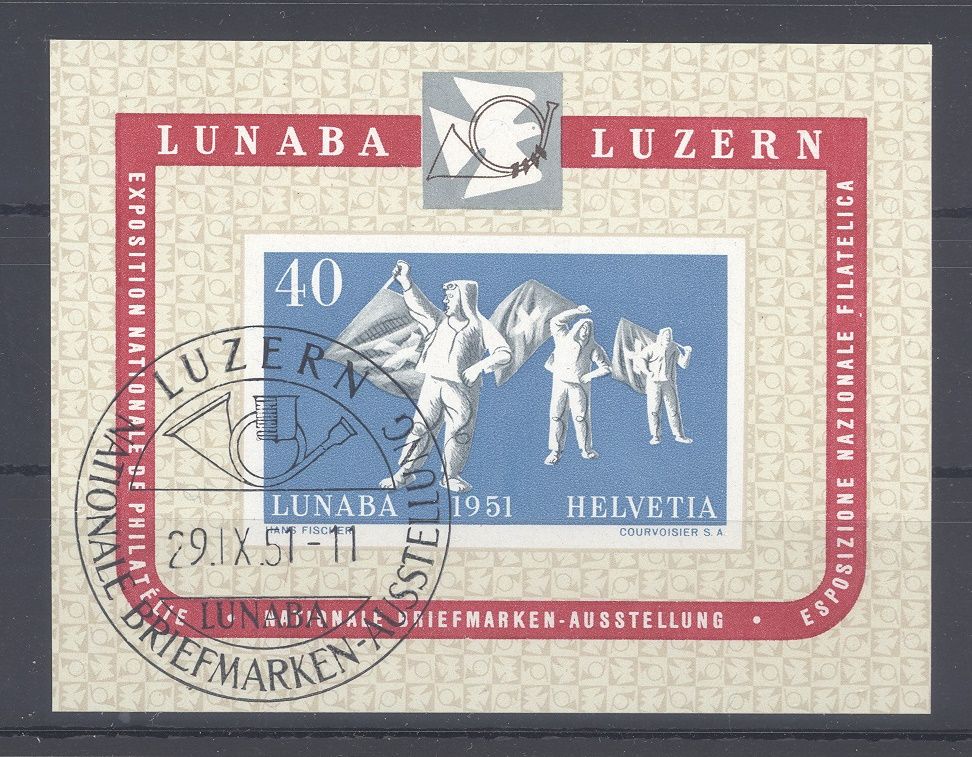 LUNABA LUZERN
EXPOSITION NATIONALE DE PHILATÉLIE • NATIONALE BRIEFMARKEN-AUSSTELLUNG • ESPOSIZIONE NAZIONALE FILATELICA
40
LUNABA 1951 HELVETIA
HANS FISCHER COURVOISIER S. A.
LUZERN
29.IX.51-11
LUNABA
NATIONALE BRIEFMARKEN-AUSSTELLUNG